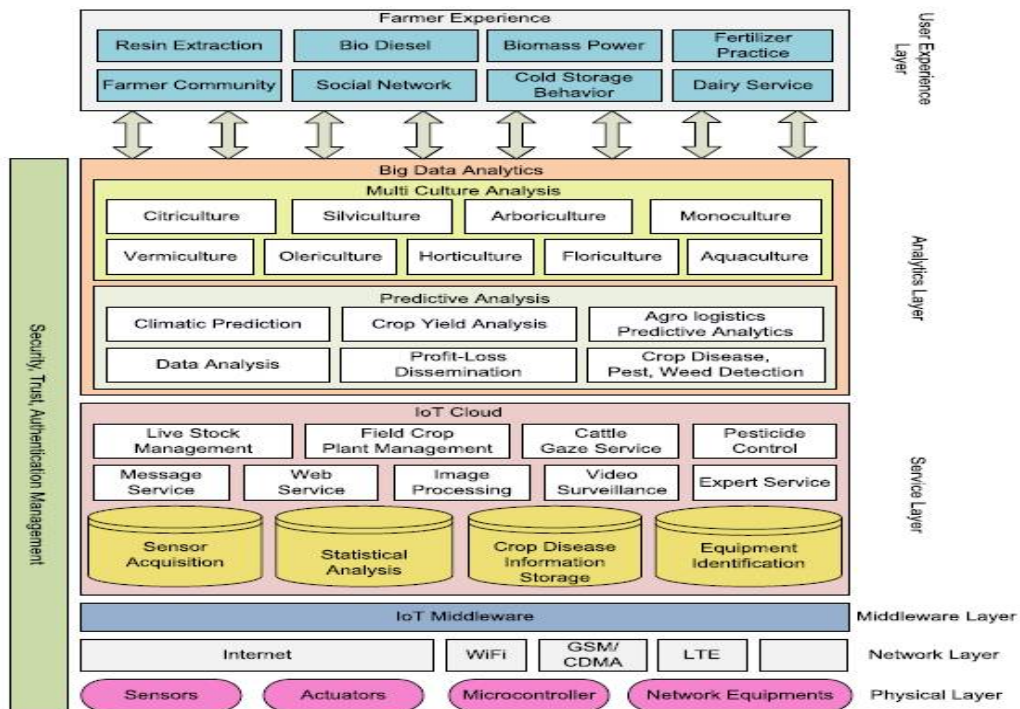 Farmer Experience
Resin Extraction
Bio Diesel
Biomass Power
Fertilizer
Practice
Farmer Community
Social Network
Cold Storage
Behavior
Dairy Service
User Experience
Layer
Big Data Analytics
Multi Culture Analysis
Citriculture
Silviculture
Arboriculture
Monoculture
Vermiculture
Olericulture
Horticulture
Floriculture
Aquaculture
Predictive Analysis
Climatic Prediction
Crop Yield Analysis
Agro logistics
Predictive Analytics
Data Analysis
Profit-Loss
Dissemination
Crop Disease,
Pest, Weed Detection
Analytics Layer
IoT Cloud
Live Stock
Management
Field Crop
Plant Management
Cattle
Gaze Service
Pesticide
Control
Message
Service
Web
Service
Image
Processing
Video
Surveillance
Expert Service
Sensor
Acquisition
Statistical
Analysis
Crop Disease
Information
Storage
Equipment
Identification
Service Layer
Security, Trust, Authentication Management
IoT Middleware
Middleware Layer
Internet
WiFi
GSM/
CDMA
LTE
Network Layer
Sensors
Actuators
Microcontroller
Network Equipments
Physical Layer